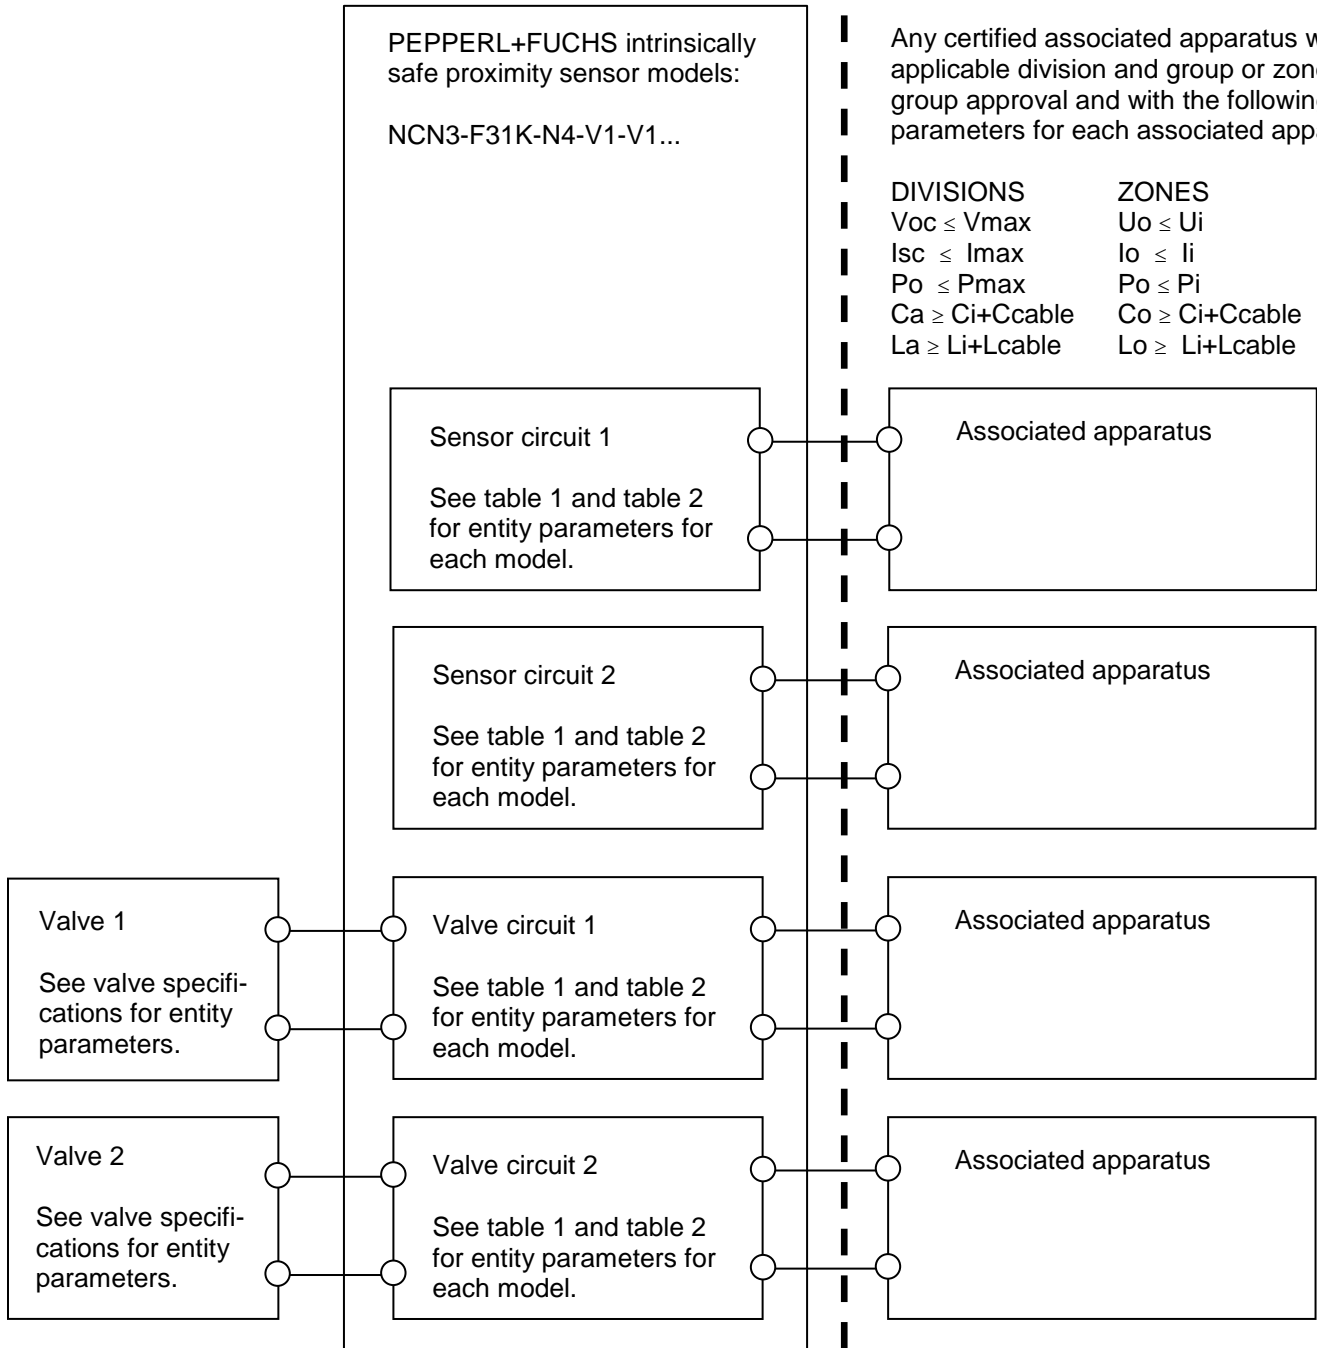 PEPPERL+FUCHS intrinsically
safe proximity sensor models:
NCN3-F31K-N4-V1-V1...
Any certified associated apparatus
applicable division and group or
group approval and with the
parameters for each associated
DIVISIONS ZONES
Voc ≤ Vmax Uo ≤ Ui
Isc ≤ Imax Io ≤ Ii
Po ≤ Pmax Po ≤ Pi
Ca ≥ Ci+Ccable Co ≥ Ci+Ccable
La ≥ Li+Lcable Lo ≥ Li+Lcable
Sensor circuit 1
See table 1 and table 2
for entity parameters for
each model.
Associated apparatus
Sensor circuit 2
See table 1 and table 2
for entity parameters for
each model.
Associated apparatus
Valve 1
See valve specifi-
cations for entity
parameters.
Valve circuit 1
See table 1 and table 2
for entity parameters for
each model.
Associated apparatus
Valve 2
See valve specifi-
cations for entity
parameters.
Valve circuit 2
See table 1 and table 2
for entity parameters for
each model.
Associated apparatus